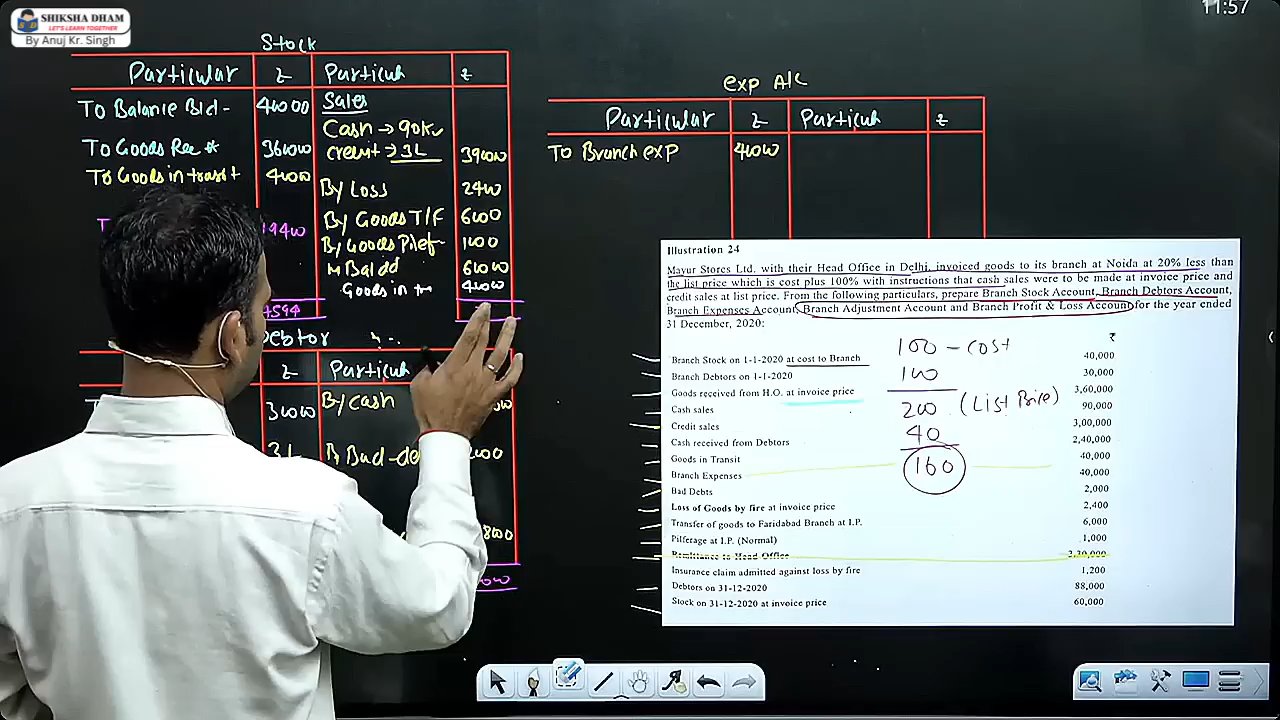 SHIKSHA DHAM
LET'S LEARN TOGETHER
By Anuj Kr. Singh
11:57
Stock
Particular ₹ Particular ₹
To Balance B/d - 40000 Sales
Cash → 90K
To Goods Rec 360000 credit → 3L 390000
To Goods in transit 40000
By Loss 2400
By Goods T/F 6000
19400 By Goods Pilef 1000
Bal c/d 60000
Goods in 40000
4594
Debtor
₹ Particul
30000 By cash
3L By Bad-de 2000
exp A/c
Particular ₹ Particular ₹
To Branch exp 40000
Illustration 24
Mayur Stores Ltd. with their Head Office in Delhi, invoiced goods to its branch at Noida at 20% less than
the list price which is cost plus 100% with instructions that cash sales were to be made at invoice price and
credit sales at list price. From the following particulars, prepare Branch Stock Account, Branch Debtors Account,
Branch Expenses Account, Branch Adjustment Account and Branch Profit & Loss Account for the year ended
31 December, 2020:
₹
Branch Stock on 1-1-2020 at cost to Branch 40,000
Branch Debtors on 1-1-2020 30,000
Goods received from H.O. at invoice price 3,60,000
Cash sales 90,000
Credit sales 3,00,000
Cash received from Debtors 2,40,000
Goods in Transit 40,000
Branch Expenses 40,000
Bad Debts 2,000
Loss of Goods by fire at invoice price 2,400
Transfer of goods to Faridabad Branch at I.P. 6,000
Pilferage at I.P. (Normal) 1,000
Remittance to Head Office 3,30,000
Insurance claim admitted against loss by fire 1,200
Debtors on 31-12-2020 88,000
Stock on 31-12-2020 at invoice price 60,000
100 - cost
100
200 (List Price)
40
160